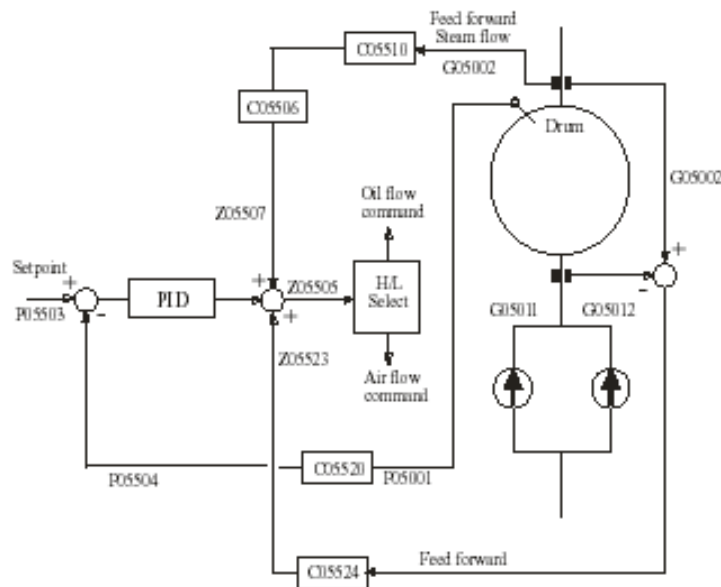 Feed forward
Steam flow
C05510
G05002
C05506
Drum
G05002
Z05507
Oil flow
command
Setpoint
+
PID
+
+
Z05505
H/L
Select
+
-
P05503
-
G05011
G05012
Z05523
Air flow
command
P05504
C05520
P05001
C05524
Feed forward